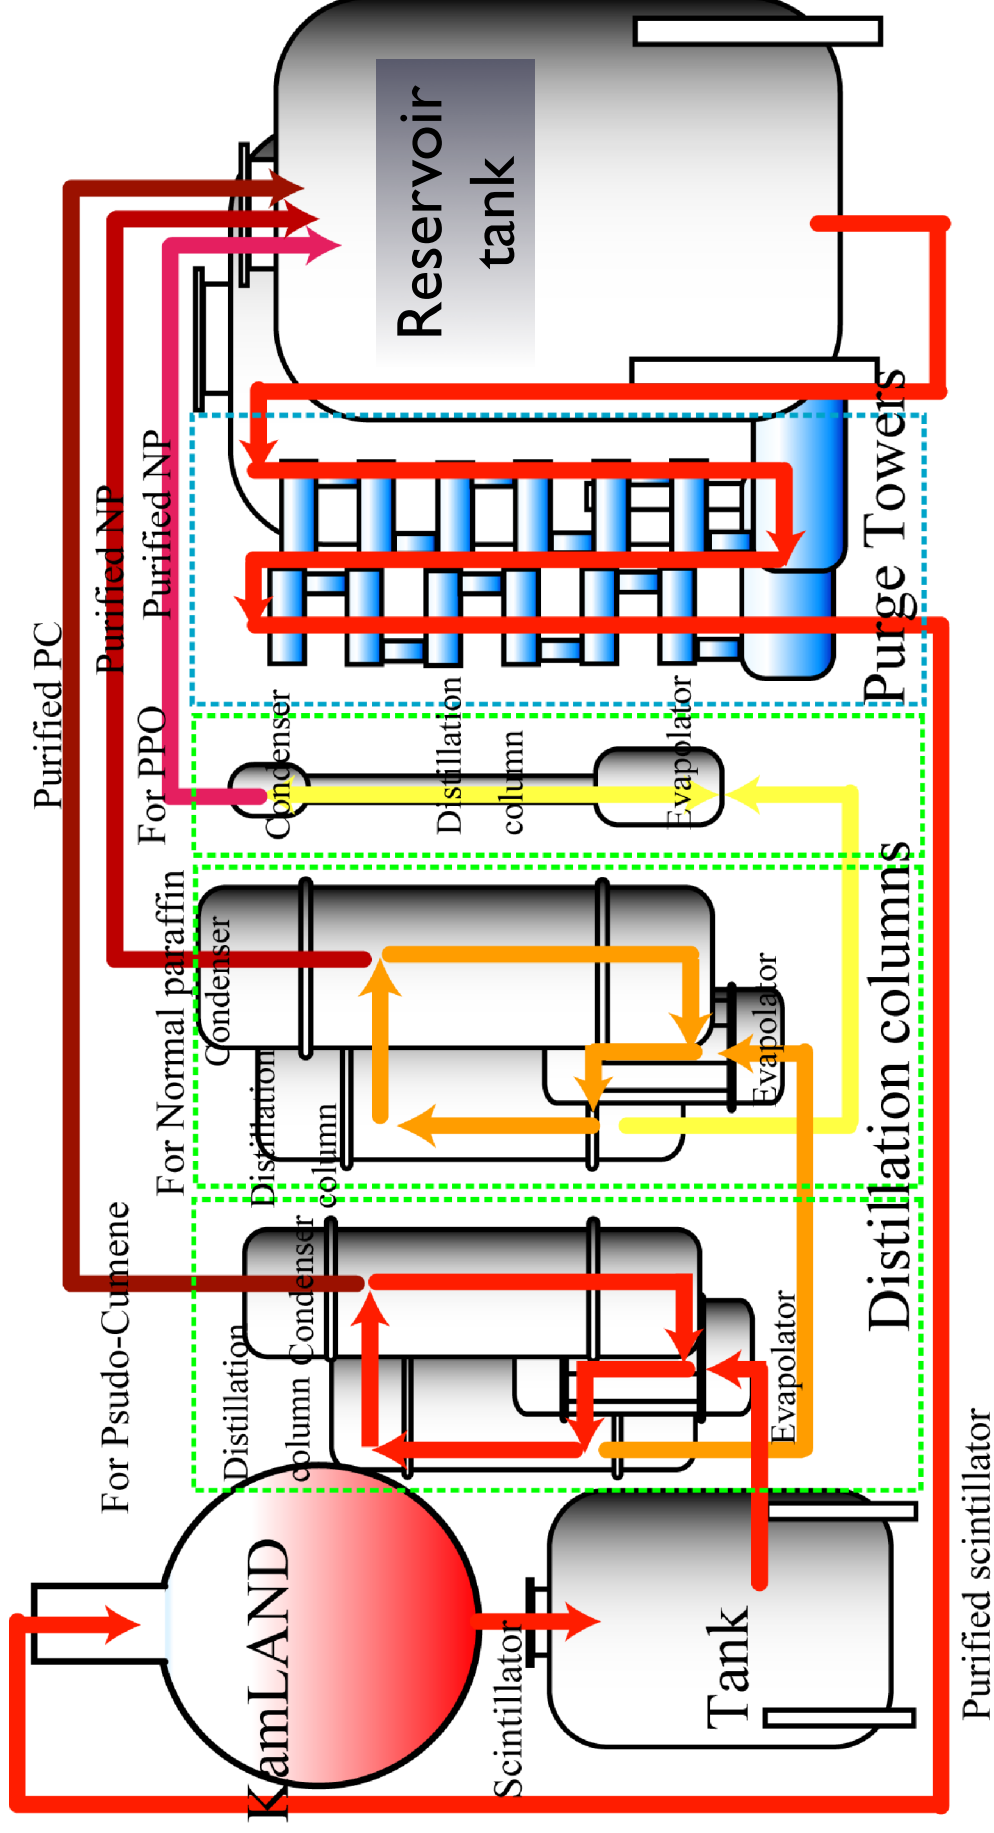 Purified PC
Purified NP
Purified NP
For Psudo-Cumene
For Normal paraffin
For PPO
KamLAND
Scintillator
Tank
Distillation
column
Condenser
Evapolator
Distillation
column
Condenser
Evapolator
Condenser
Distillation
column
Evapolator
Distillation columns
Purge Towers
Reservoir
tank
Purified scintillator